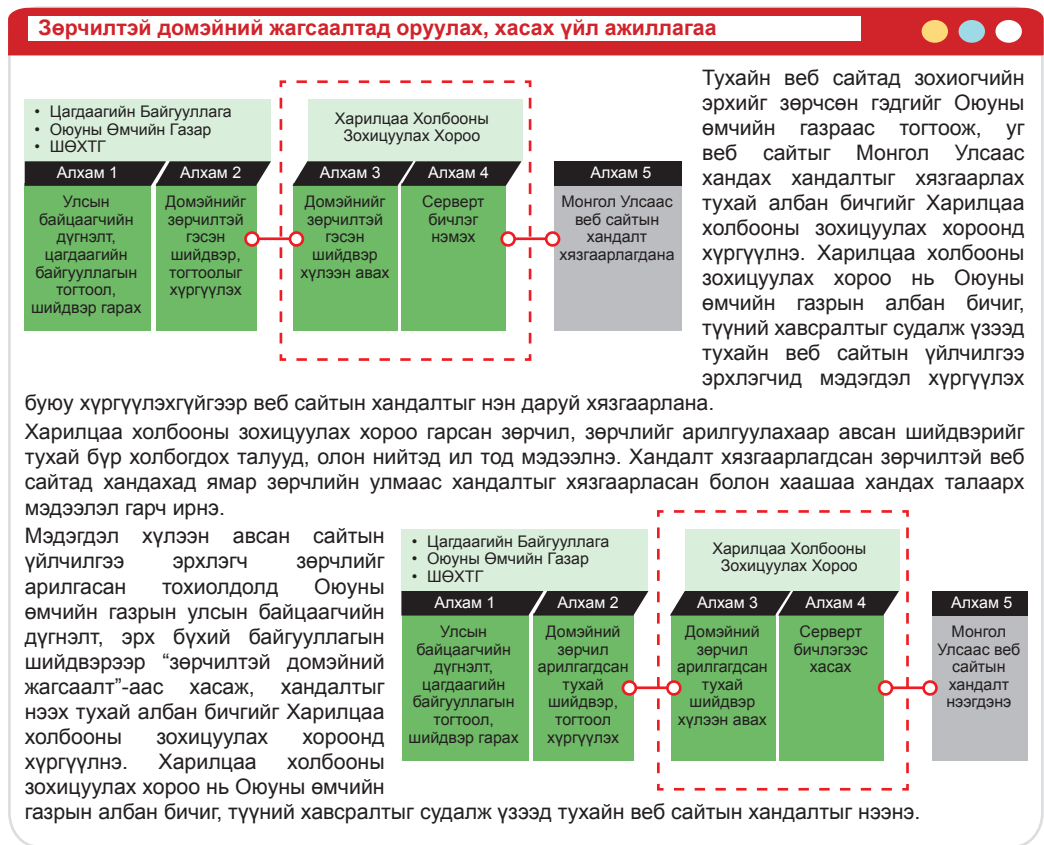 Зөрчилтэй домэйний жагсаалтад оруулах, хасах үйл ажиллагаа
• Цагдаагийн Байгууллага
• Оюуны Өмчийн Газар
• ШӨХТГ
Харилцаа Холбооны
Зохицуулах Хороо
Алхам 1
Алхам 2
Алхам 3
Алхам 4
Алхам 5
Улсын
байцаагчийн
дүгнэлт,
цагдаагийн
байгууллагын
тогтоол,
шийдвэр гарах
Домэйнийг
зөрчилтэй
гэсэн
шийдвэр,
тогтоолыг
хүргүүлэх
Домэйнийг
зөрчилтэй
гэсэн
шийдвэр
хүлээн авах
Серверт
бичлэг
нэмэх
Монгол Улсаас
веб сайтын
хандалт
хязгаарлагдана
Тухайн веб сайтад зохиогчийн
эрхийг зөрчсөн гэдгийг Оюуны
өмчийн газраас тогтоож, уг
веб сайтыг Монгол Улсаас
хандах хандалтыг хязгаарлах
тухай албан бичгийг Харилцаа
холбооны зохицуулах хороонд
хүргүүлнэ. Харилцаа холбооны
зохицуулах хороо нь Оюуны
өмчийн газрын албан бичиг,
түүний хавсралтыг судалж үзээд
тухайн веб сайтын үйлчилгээ
эрхлэгчид мэдэгдэл хүргүүлэх
буюу хүргүүлэхгүйгээр веб сайтын хандалтыг нэн даруй хязгаарлана.
Харилцаа холбооны зохицуулах хороо гарсан зөрчил, зөрчлийг арилгуулахаар авсан шийдвэрийг
тухай бүр холбогдох талууд, олон нийтэд ил тод мэдээлнэ. Хандалт хязгаарлагдсан зөрчилтэй веб
сайтад хандахад ямар зөрчлийн улмаас хандалтыг хязгаарласан болон хаашаа хандах талаарх
мэдээлэл гарч ирнэ.
Мэдэгдэл хүлээн авсан сайтын
үйлчилгээ эрхлэгч зөрчлийг
арилгасан тохиолдолд Оюуны
өмчийн газрын улсын байцаагчийн
дүгнэлт, эрх бүхий байгууллагын
шийдвэрээр “зөрчилтэй домэйний
жагсаалт”-аас хасаж, хандалтыг
нээх тухай албан бичгийг Харилцаа
холбооны зохицуулах хороонд
хүргүүлнэ. Харилцаа холбооны
зохицуулах хороо нь Оюуны өмчийн
газрын албан бичиг, түүний хавсралтыг судалж үзээд тухайн веб сайтын хандалтыг нээнэ.
• Цагдаагийн Байгууллага
• Оюуны Өмчийн Газар
• ШӨХТГ
Харилцаа Холбооны
Зохицуулах Хороо
Алхам 1
Алхам 2
Алхам 3
Алхам 4
Алхам 5
Улсын
байцаагчийн
дүгнэлт,
цагдаагийн
байгууллагын
тогтоол,
шийдвэр гарах
Домэйний
зөрчил
арилгагдсан
тухай
шийдвэр,
тогтоол
хүргүүлэх
Домэйний
зөрчил
арилгагдсан
тухай
шийдвэр
хүлээн авах
Серверт
бичлэгээс
хасах
Монгол
Улсаас веб
сайтын
хандалт
нээгдэнэ